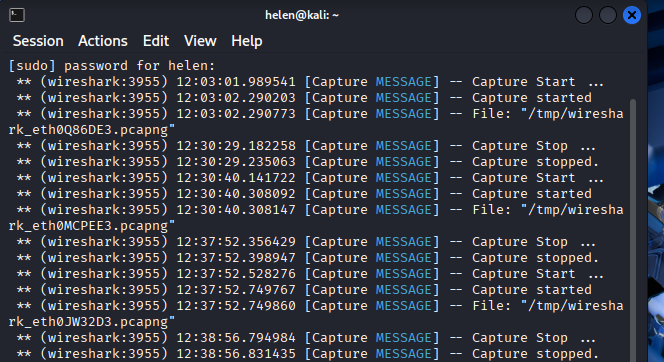 helen@kali: ~
Session Actions Edit View Help
[sudo] password for helen:
** (wireshark:3955) 12:03:01.989541 [Capture MESSAGE] -- Capture Start ...
** (wireshark:3955) 12:03:02.290203 [Capture MESSAGE] -- Capture started
** (wireshark:3955) 12:03:02.290773 [Capture MESSAGE] -- File: "/tmp/wiresha
rk_eth0Q86DE3.pcapng"
** (wireshark:3955) 12:30:29.182258 [Capture MESSAGE] -- Capture Stop ...
** (wireshark:3955) 12:30:29.235063 [Capture MESSAGE] -- Capture stopped.
** (wireshark:3955) 12:30:40.141722 [Capture MESSAGE] -- Capture Start ...
** (wireshark:3955) 12:30:40.308092 [Capture MESSAGE] -- Capture started
** (wireshark:3955) 12:30:40.308147 [Capture MESSAGE] -- File: "/tmp/wiresha
rk_eth0MCPEE3.pcapng"
** (wireshark:3955) 12:37:52.356429 [Capture MESSAGE] -- Capture Stop ...
** (wireshark:3955) 12:37:52.398947 [Capture MESSAGE] -- Capture stopped.
** (wireshark:3955) 12:37:52.528276 [Capture MESSAGE] -- Capture Start ...
** (wireshark:3955) 12:37:52.749767 [Capture MESSAGE] -- Capture started
** (wireshark:3955) 12:37:52.749860 [Capture MESSAGE] -- File: "/tmp/wiresha
rk_eth0JW32D3.pcapng"
** (wireshark:3955) 12:38:56.794984 [Capture MESSAGE] -- Capture Stop ...
** (wireshark:3955) 12:38:56.831435 [Capture MESSAGE] -- Capture stopped.